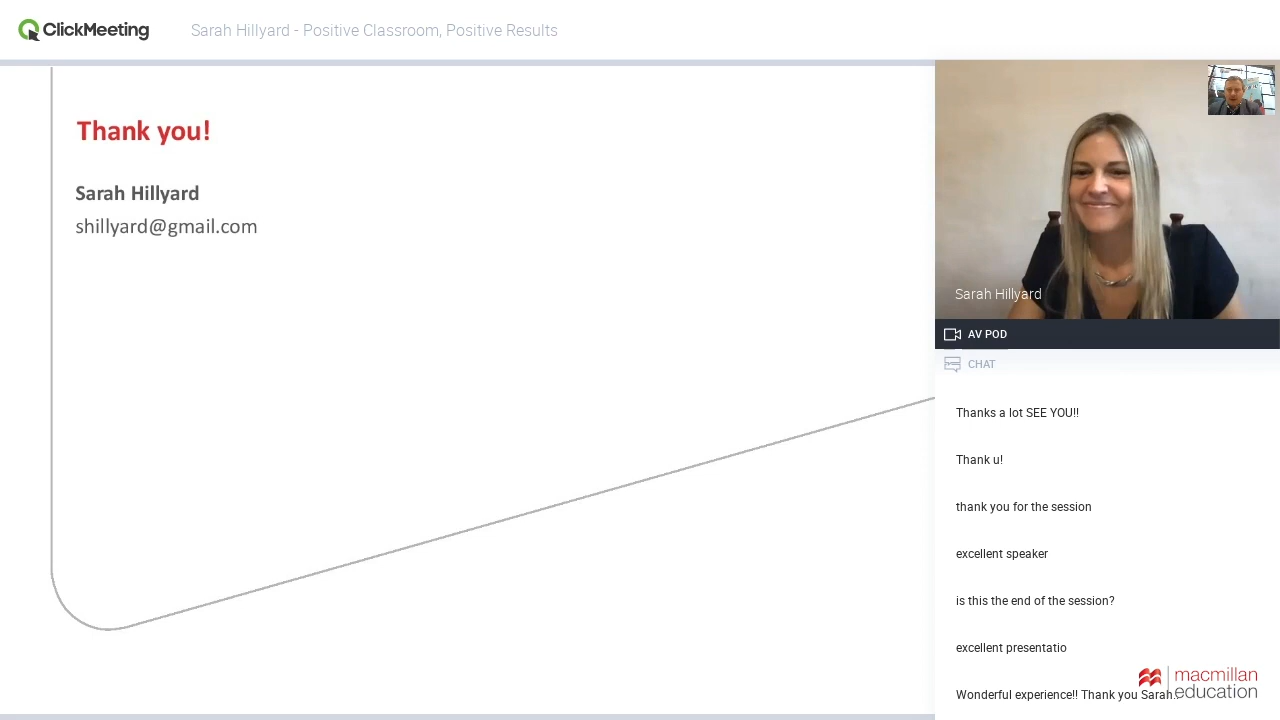 ClickMeeting
Sarah Hillyard - Positive Classroom, Positive Results
Thank you!
Sarah Hillyard
shillyard@gmail.com
Sarah Hillyard
AV POD
CHAT
Thanks a lot SEE YOU!!
Thank u!
thank you for the session
excellent speaker
is this the end of the session?
excellent presentatio
Wonderful experience!! Thank you Sarah.
macmillan
education